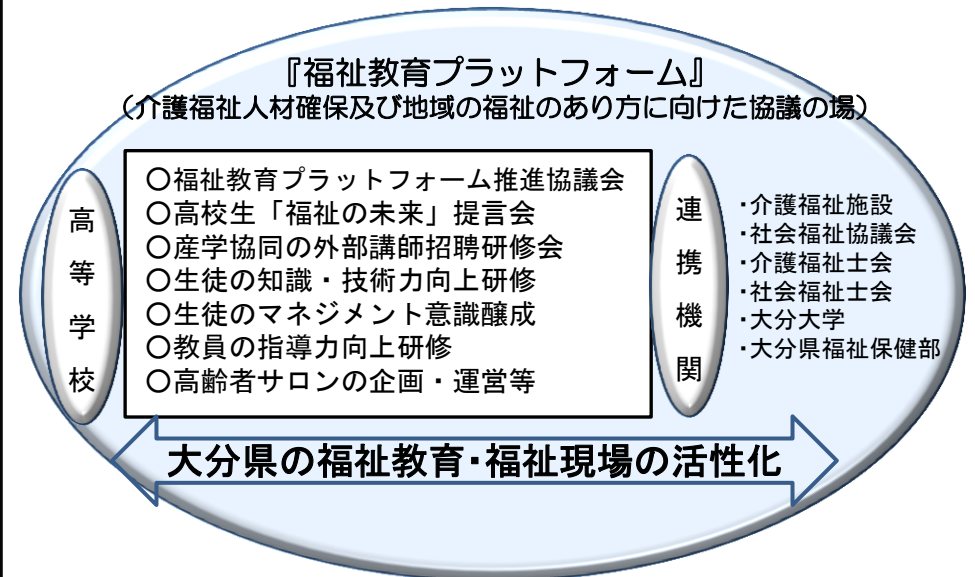 『福祉教育プラットフォーム』
（介護福祉人材確保及び地域の福祉のあり方に向けた協議の場）
高等学校
〇福祉教育プラットフォーム推進協議会
〇高校生「福祉の未来」提言会
〇産学協同の外部講師招聘研修会
〇生徒の知識・技術力向上研修
〇生徒のマネジメント意識醸成
〇教員の指導力向上研修
〇高齢者サロンの企画・運営等
連携機関
・介護福祉施設
・社会福祉協議会
・介護福祉士会
・社会福祉士会
・大分大学
・大分県福祉保健部
大分県の福祉教育・福祉現場の活性化